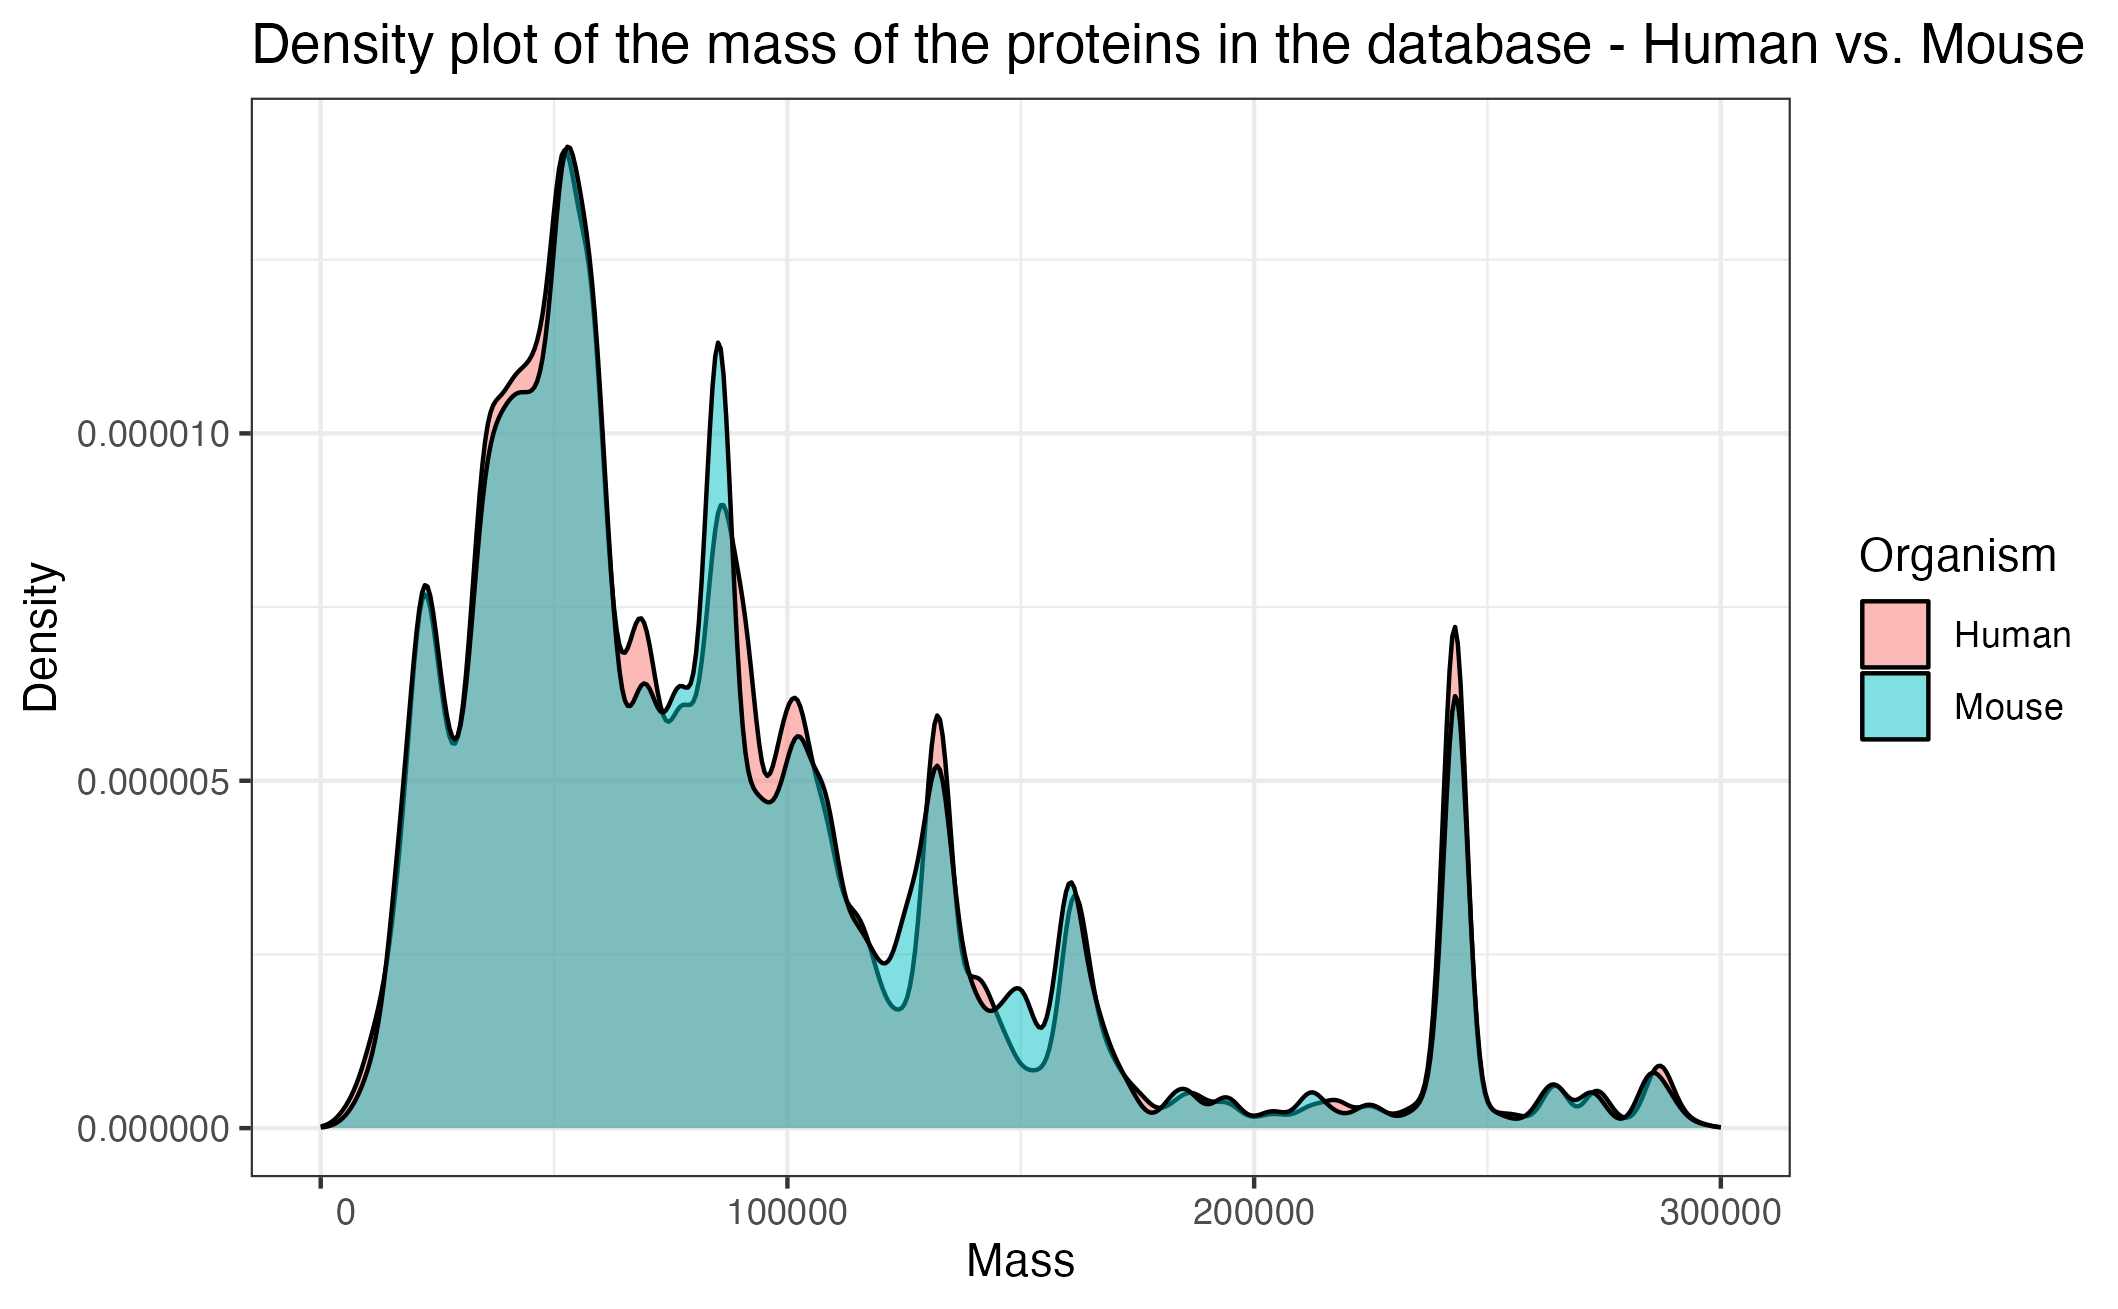 Density plot of the mass of the proteins in the database - Human vs. Mouse
Density
0.000010
0.000005
0.000000
0
100000
200000
300000
Mass
Organism
Human
Mouse